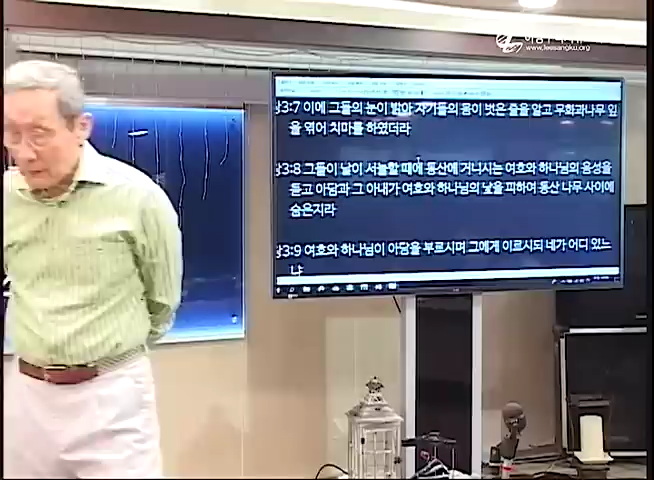 www.leesangku.org
3:7 이에 그들의 눈이 밝아 자기들의 몸이 벗은 줄을 알고 무화과나무 잎
을 엮어 치마를 하였더라
3:8 그들이 날이 서늘할 때에 동산에 거니시는 여호와 하나님의 음성을
듣고 아담과 그 아내가 여호와 하나님의 낯을 피하여 동산 나무 사이에
숨은지라
3:9 여호와 하나님이 아담을 부르시며 그에게 이르시되 네가 어디 있느
냐